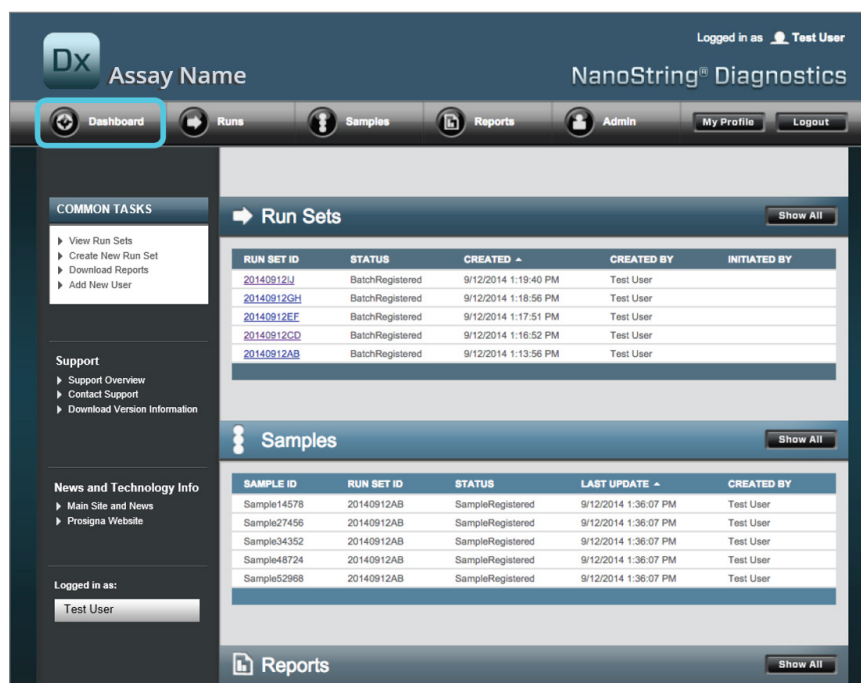 Logged in as Test User
Dx Assay Name
NanoString® Diagnostics
Dashboard Runs Samples Reports Admin My Profile Logout
COMMON TASKS
View Run Sets
Create New Run Set
Download Reports
Add New User
Support
Support Overview
Contact Support
Download Version Information
News and Technology Info
Main Site and News
Prosigna Website
Logged in as:
Test User
Run Sets Show All
RUN SET ID STATUS CREATED CREATED BY INITIATED BY
20140912IJ BatchRegistered 9/12/2014 1:19:40 PM Test User
20140912GH BatchRegistered 9/12/2014 1:18:56 PM Test User
20140912EF BatchRegistered 9/12/2014 1:17:51 PM Test User
20140912CD BatchRegistered 9/12/2014 1:16:52 PM Test User
20140912AB BatchRegistered 9/12/2014 1:13:56 PM Test User
Samples Show All
SAMPLE ID RUN SET ID STATUS LAST UPDATE CREATED BY
Sample14578 20140912AB SampleRegistered 9/12/2014 1:36:07 PM Test User
Sample27456 20140912AB SampleRegistered 9/12/2014 1:36:07 PM Test User
Sample34352 20140912AB SampleRegistered 9/12/2014 1:36:07 PM Test User
Sample48724 20140912AB SampleRegistered 9/12/2014 1:36:07 PM Test User
Sample52968 20140912AB SampleRegistered 9/12/2014 1:36:07 PM Test User
Reports Show All